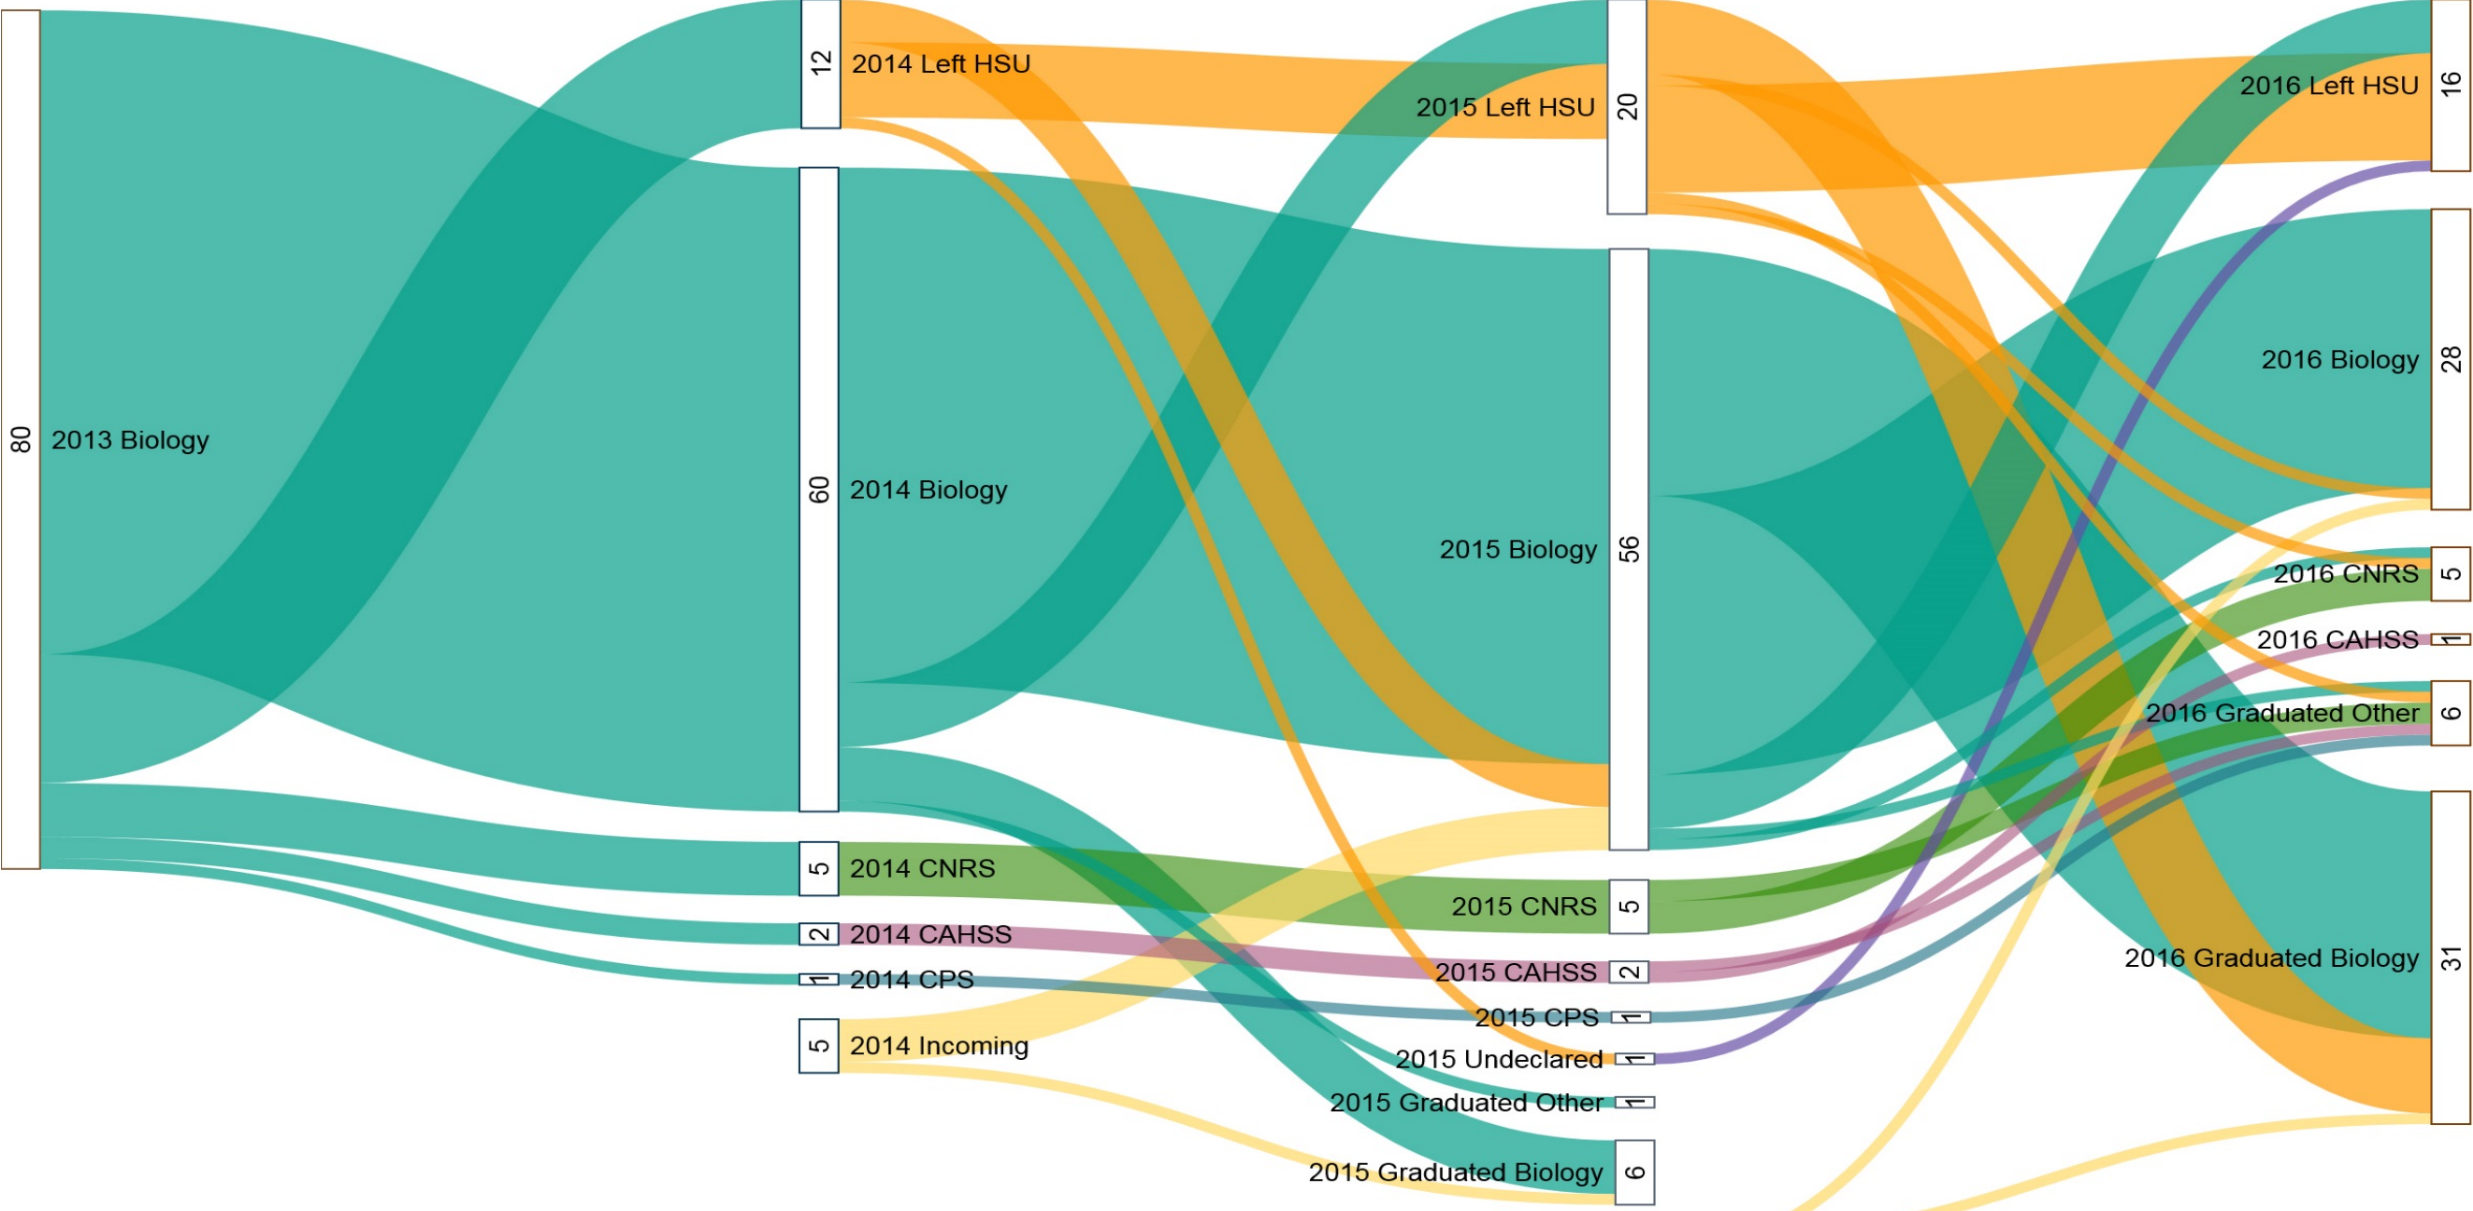 80
2013 Biology
12
2014 Left HSU
60
2014 Biology
5
2014 CNRS
2
2014 CAHSS
1
2014 CPS
5
2014 Incoming
2015 Left HSU
20
2015 Biology
56
2015 CNRS
5
2015 CAHSS
2
2015 CPS
1
2015 Undeclared
1
2015 Graduated Other
1
2015 Graduated Biology
6
2016 Left HSU
16
2016 Biology
28
2016 CNRS
5
2016 CAHSS
1
2016 Graduated Other
6
2016 Graduated Biology
31